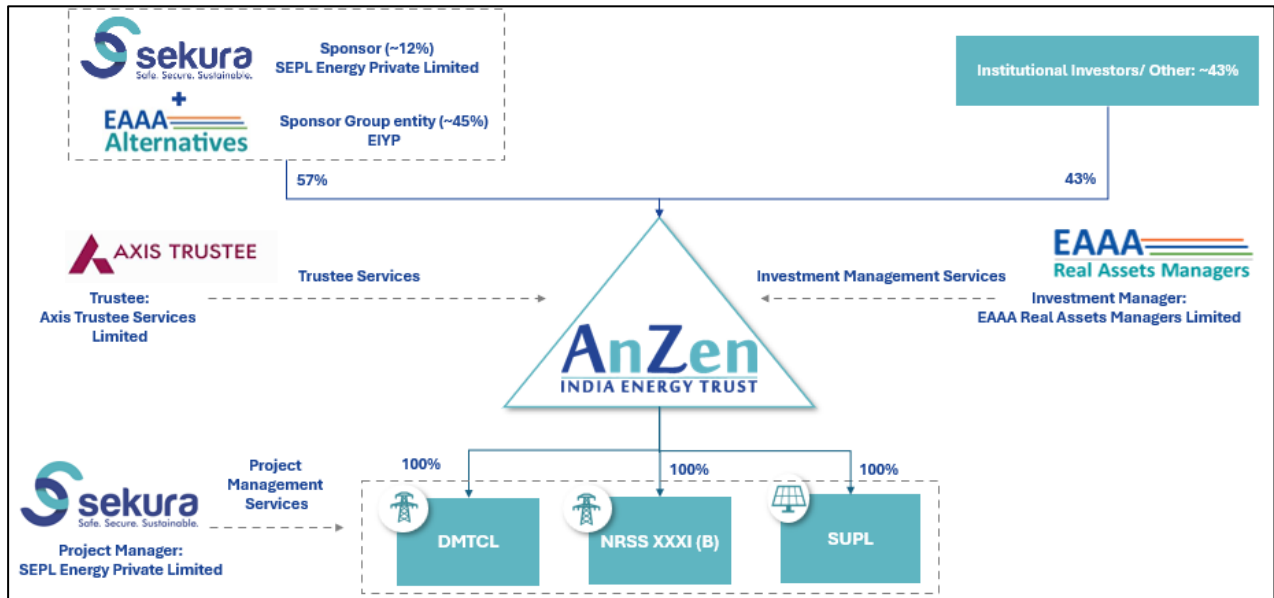 sekura
Safe. Secure. Sustainable.
Sponsor (~12%)
SEPL Energy Private Limited
+
EAAA
Alternatives
Sponsor Group entity (~45%)
EIYP
Institutional Investors/ Other: ~43%
57%
43%
AXIS TRUSTEE
Trustee Services
Trustee:
Axis Trustee Services
Limited
Investment Management Services
EAAA
Real Assets Managers
Investment Manager:
EAAA Real Assets Managers Limited
AnZen
INDIA ENERGY TRUST
sekura
Safe. Secure. Sustainable.
Project
Management
Services
Project Manager:
SEPL Energy Private Limited
100%
100%
100%
DMTCL
NRSS XXXI (B)
SUPL